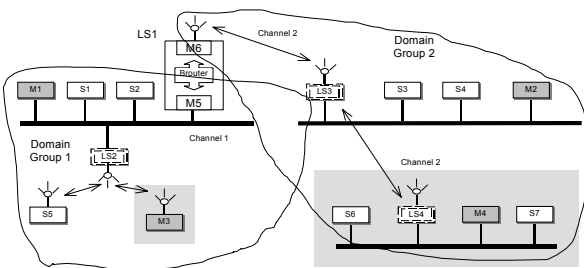 LS1
Channel 2
Domain
Group 2
M6
Brouter
M5
M1
S1
S2
LS3
S3
S4
M2
Channel 1
Domain
Group 1
LS2
Channel 2
S5
M3
S6
LS4
M4
S7